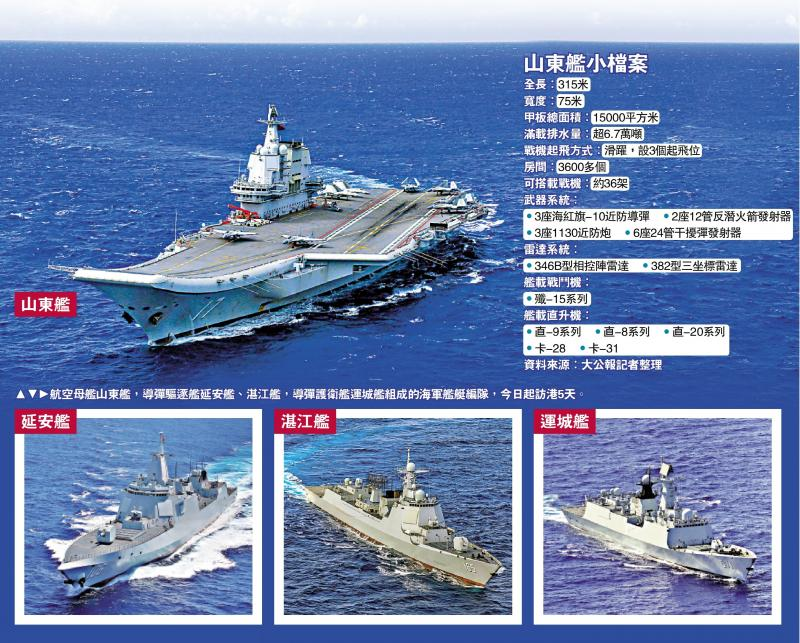 山東艦小檔案
全長：315米
寬度：75米
甲板總面積：15000平方米
滿載排水量：超6.7萬噸
戰機起飛方式：滑躍，設3個起飛位
房間：3600多個
可搭載戰機：約36架
武器系統：
•3座海紅旗-10近防導彈 •2座12管反潛火箭發射器
•3座1130近防炮 •6座24管干擾彈發射器
雷達系統：
•346B型相控陣雷達 •382型三坐標雷達
艦載戰鬥機：
•殲-15系列
艦載直升機：
•直-9系列 •直-8系列 •直-20系列
•卡-28 •卡-31
資料來源：大公報記者整理
山東艦
▲▼▶航空母艦山東艦，導彈驅逐艦延安艦、湛江艦，導彈護衛艦運城艦組成的海軍艦艇編隊，今日起訪港5天。
延安艦
湛江艦
運城艦